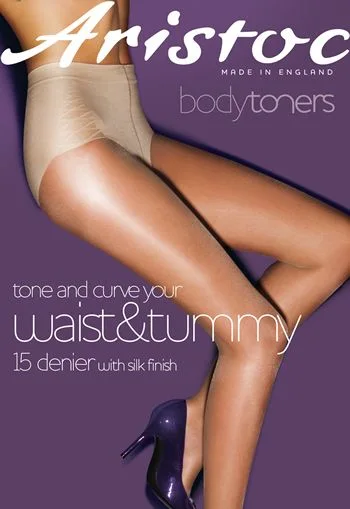 Aristoc
MADE IN ENGLAND
bodytoners
tone and curve your
waist&tummy
15 denier with silk finish